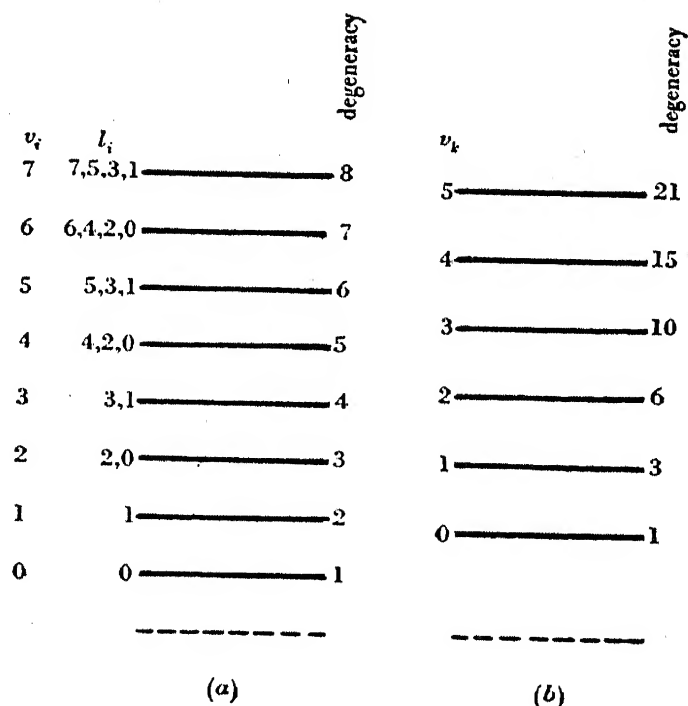 degeneracy degeneracy
v_i l_i v_k
7 7,5,3,1 8
5 21
6 6,4,2,0 7
4 15
5 5,3,1 6
3 10
4 4,2,0 5
3 3,1 4
2 6
2 2,0 3
1 3
1 1 2
0 1
0 0 1
(a) (b)